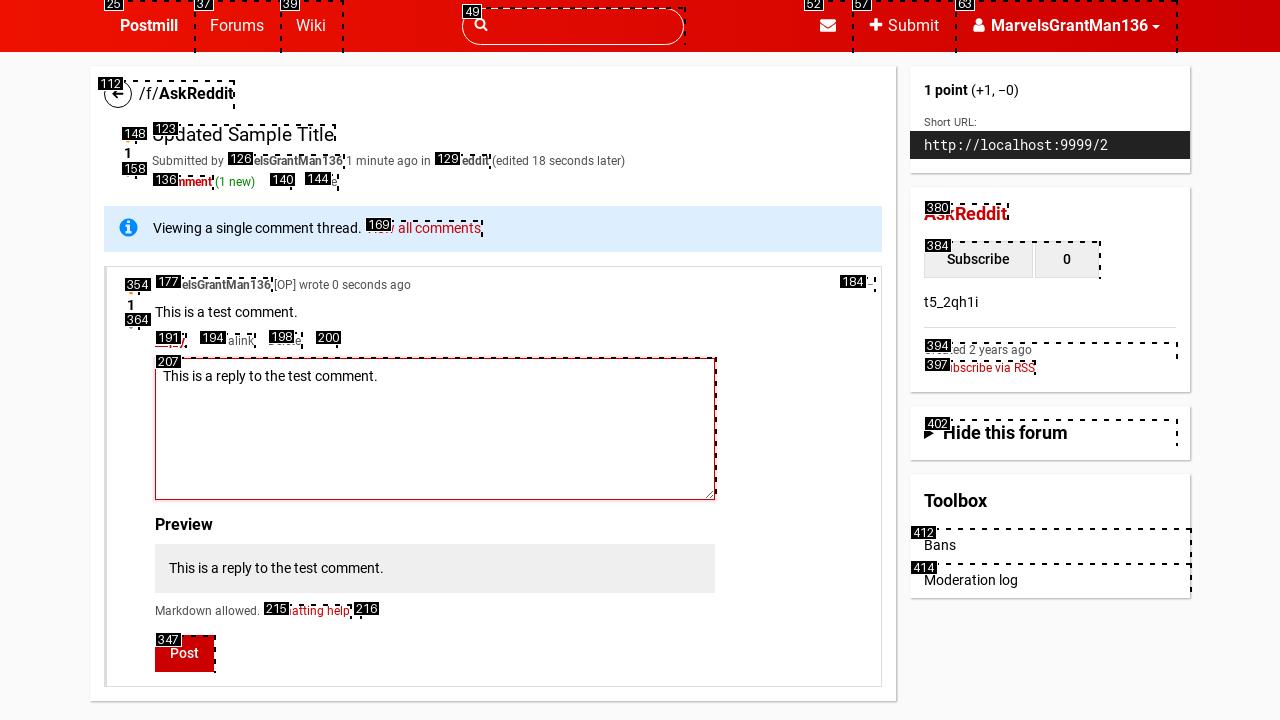 25 37 39 49 52 57 63
Postmill Forums Wiki Submit MarvelsGrantMan136
112
/f/AskReddit
123
Updated Sample Title
148
1
158
Submitted by 126 elsGrantMan136 1 minute ago in 129 eddit (edited 18 seconds later)
136 mment (1 new) 140 144 e
Viewing a single comment thread. 169 all comments
354
1
364
177 elsGrantMan136 [OP] wrote 0 seconds ago 184
This is a test comment.
191 194 alink 198 200
207
This is a reply to the test comment.
Preview
This is a reply to the test comment.
Markdown allowed. 215 atting help 216
347
Post
1 point (+1, −0)
Short URL:
http://localhost:9999/2
380
AskReddit
384
Subscribe 0
t5_2qh1i
394
Created 2 years ago
397 bscribe via RSS
402
Hide this forum
Toolbox
412
Bans
414
Moderation log